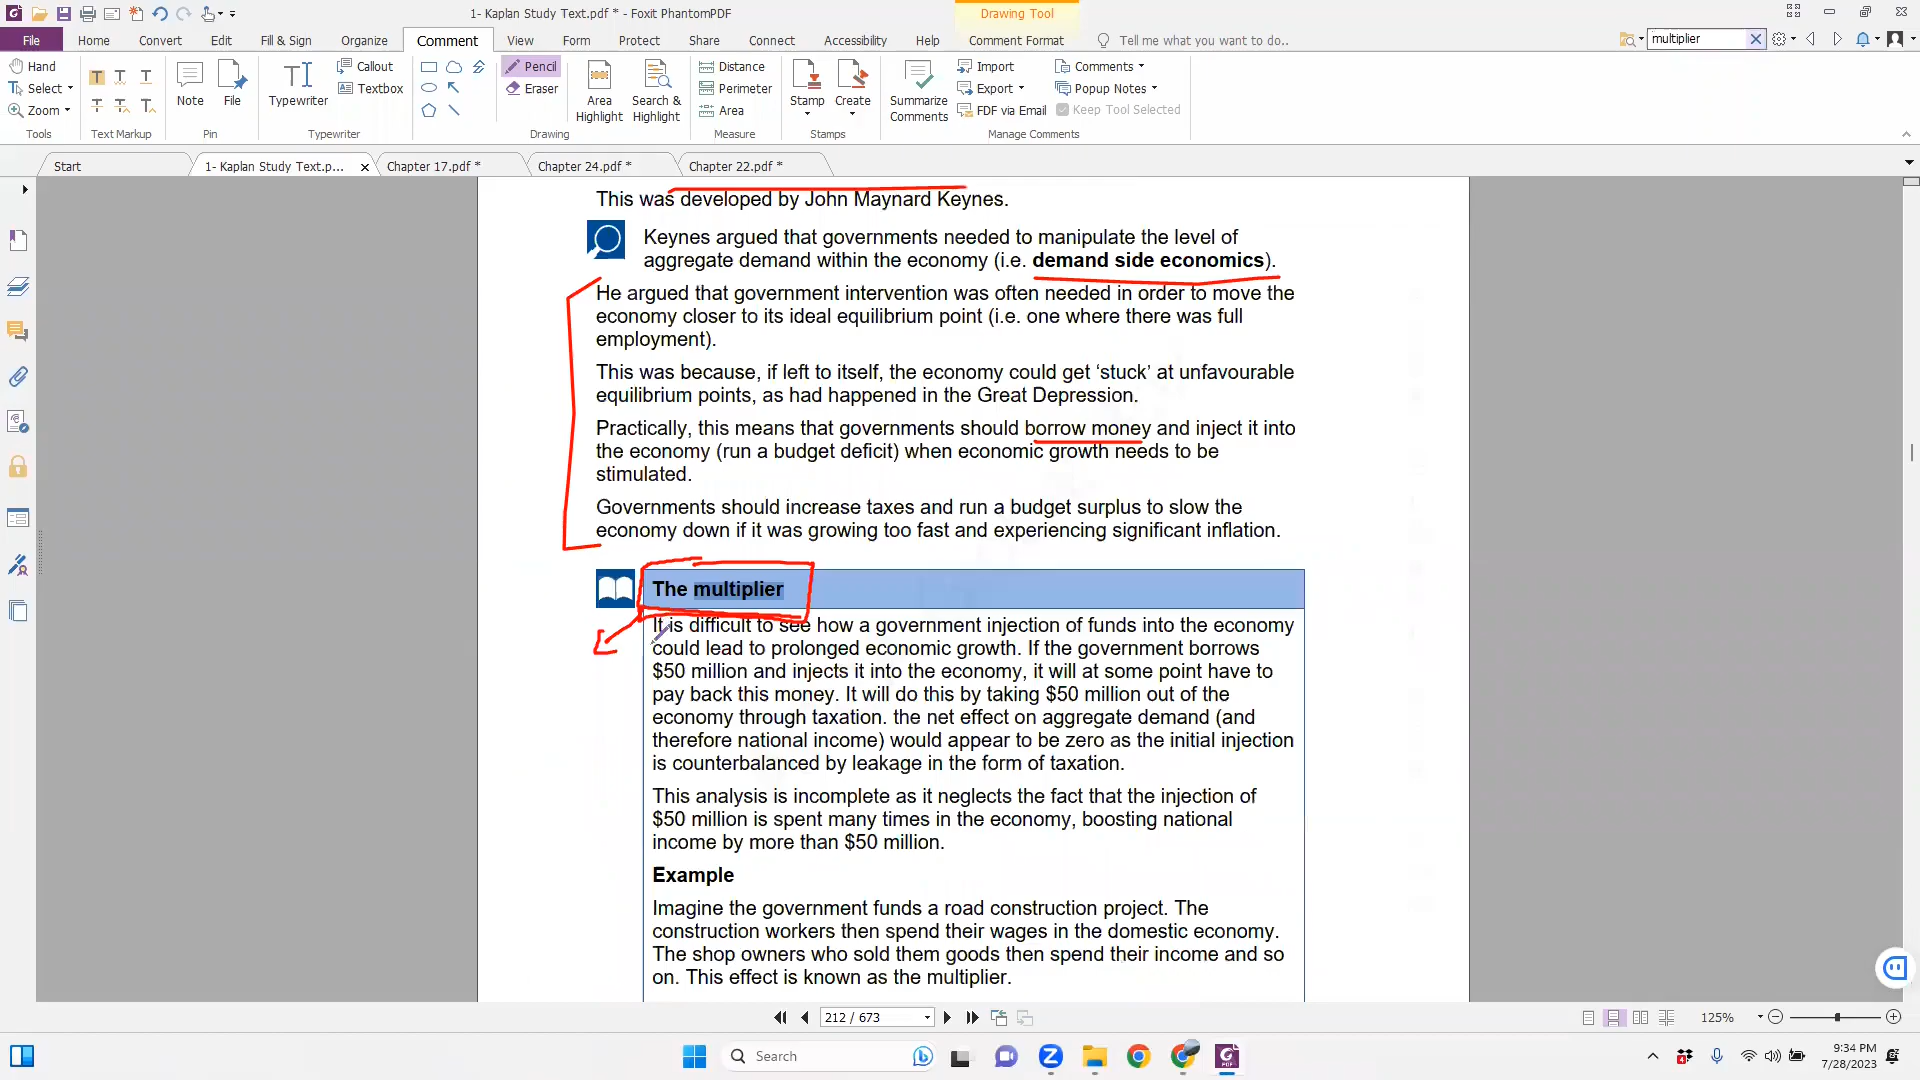 1- Kaplan Study Text.pdf * - Foxit PhantomPDF
Drawing Tool
File Home Convert Edit Fill & Sign Organize Comment View Form Protect Share Connect Accessibility Help Comment Format Tell me what you want to do.. multiplier
Hand Callout Pencil Distance Import Comments
Select Textbox Eraser Perimeter Export Popup Notes
Zoom Note File Typewriter Area Highlight Search & Highlight Area Stamp Create Summarize Comments FDF via Email Keep Tool Selected
Tools Text Markup Pin Typewriter Drawing Measure Stamps Manage Comments
Start 1- Kaplan Study Text.p... Chapter 17.pdf * Chapter 24.pdf * Chapter 22.pdf *
This was developed by John Maynard Keynes.
Keynes argued that governments needed to manipulate the level of
aggregate demand within the economy (i.e. demand side economics).
He argued that government intervention was often needed in order to move the
economy closer to its ideal equilibrium point (i.e. one where there was full
employment).
This was because, if left to itself, the economy could get ‘stuck’ at unfavourable
equilibrium points, as had happened in the Great Depression.
Practically, this means that governments should borrow money and inject it into
the economy (run a budget deficit) when economic growth needs to be
stimulated.
Governments should increase taxes and run a budget surplus to slow the
economy down if it was growing too fast and experiencing significant inflation.
The multiplier
It is difficult to see how a government injection of funds into the economy
could lead to prolonged economic growth. If the government borrows
$50 million and injects it into the economy, it will at some point have to
pay back this money. It will do this by taking $50 million out of the
economy through taxation. the net effect on aggregate demand (and
therefore national income) would appear to be zero as the initial injection
is counterbalanced by leakage in the form of taxation.
This analysis is incomplete as it neglects the fact that the injection of
$50 million is spent many times in the economy, boosting national
income by more than $50 million.
Example
Imagine the government funds a road construction project. The
construction workers then spend their wages in the domestic economy.
The shop owners who sold them goods then spend their income and so
on. This effect is known as the multiplier.
212 / 673 125%
Search 9:34 PM
7/28/2023